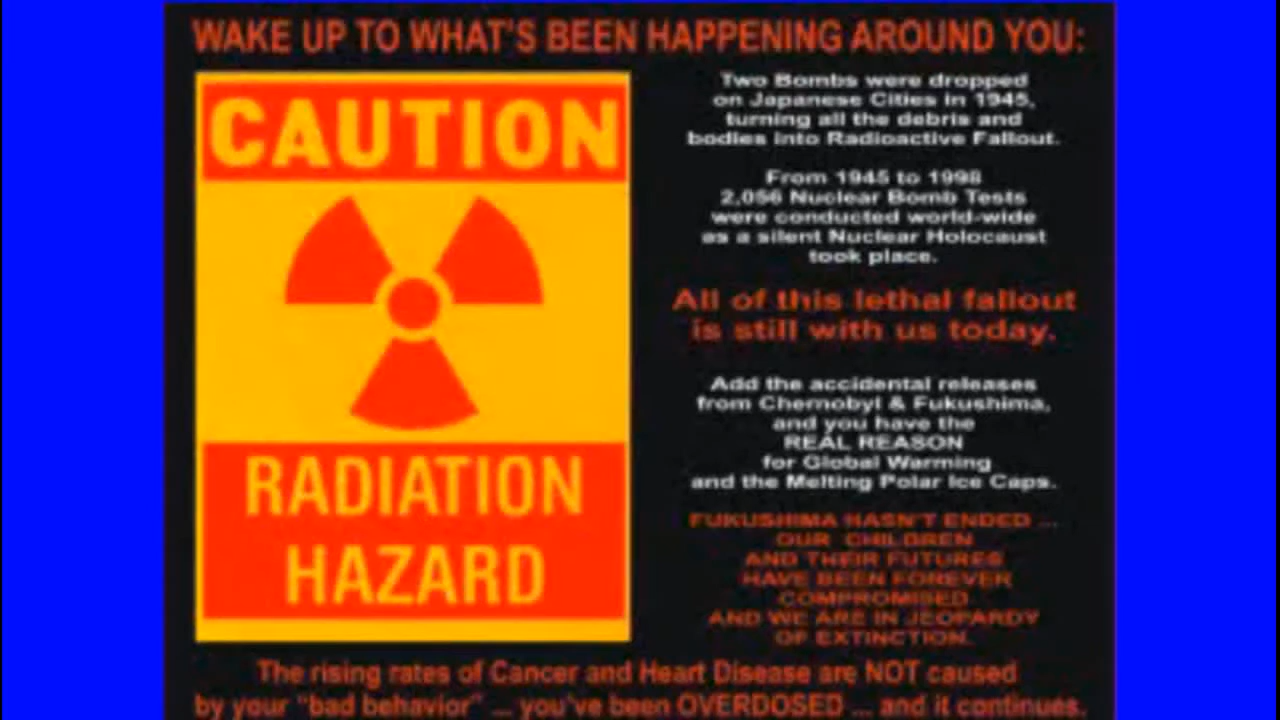 WAKE UP TO WHAT'S BEEN HAPPENING AROUND YOU:
CAUTION
RADIATION
HAZARD
Two Bombs were dropped
on Japanese Cities in 1945,
turning all the debris and
bodies into Radioactive Fallout.
From 1945 to 1998
2,056 Nuclear Bomb Tests
were conducted world-wide
as a silent Nuclear Holocaust
took place.
All of this lethal fallout
is still with us today.
Add the accidental releases
from Chernobyl & Fukushima,
and you have the
REAL REASON
for Global Warming
and the Melting Polar Ice Caps.
FUKUSHIMA HASN'T ENDED ...
OUR CHILDREN
AND THEIR FUTURES
HAVE BEEN FOREVER
COMPROMISED
AND WE ARE IN JEOPARDY
OF EXTINCTION.
The rising rates of Cancer and Heart Disease are NOT caused
by your "bad behavior" ... you've been OVERDOSED ... and it continues.